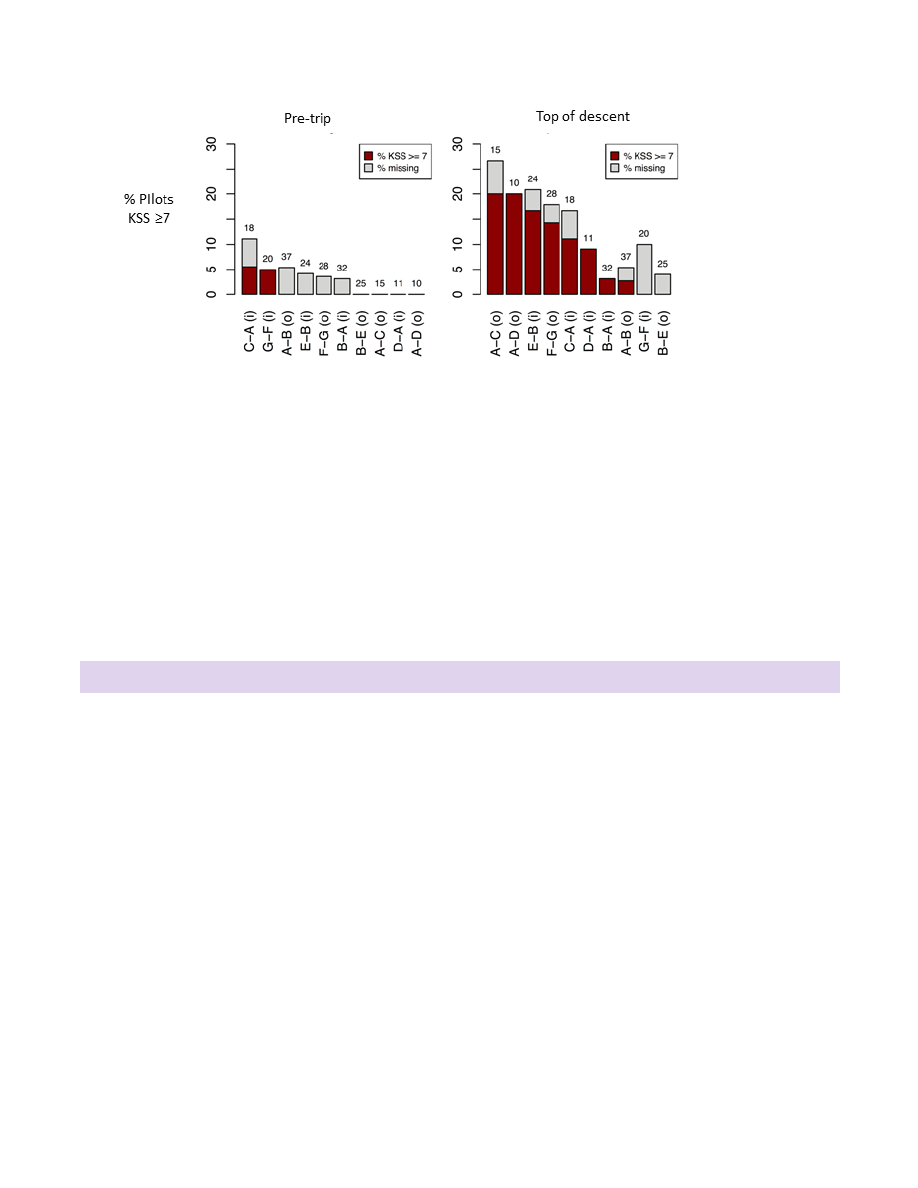 Pre-trip
Top of descent
% PIlots
KSS ≥7
30
20
10
5
0
% KSS >= 7
% missing
18
20
37
24
28
32
25
15
11
10
C−A (i)
G−F (i)
A−B (o)
E−B (i)
F−G (o)
B−A (i)
B−E (o)
A−C (o)
D−A (i)
A−D (o)
30
20
10
5
0
% KSS >= 7
% missing
15
10
24
28
18
11
32
37
20
25
A−C (o)
A−D (o)
E−B (i)
F−G (o)
C−A (i)
D−A (i)
B−A (i)
A−B (o)
G−F (i)
B−E (o)